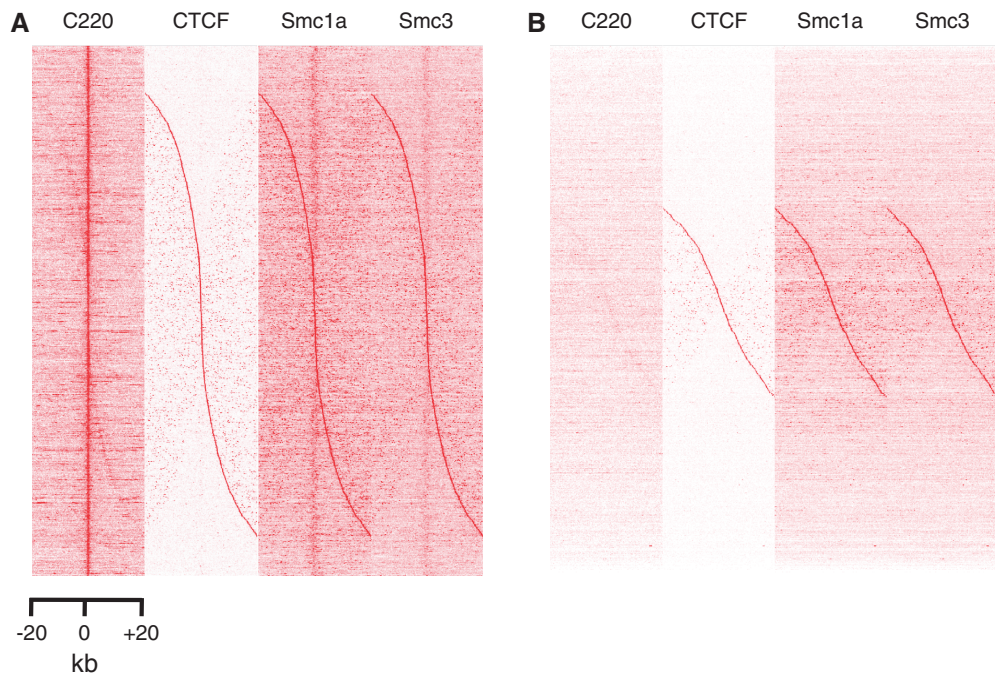 A C220 CTCF Smc1a Smc3
B C220 CTCF Smc1a Smc3
-20 0 +20
kb